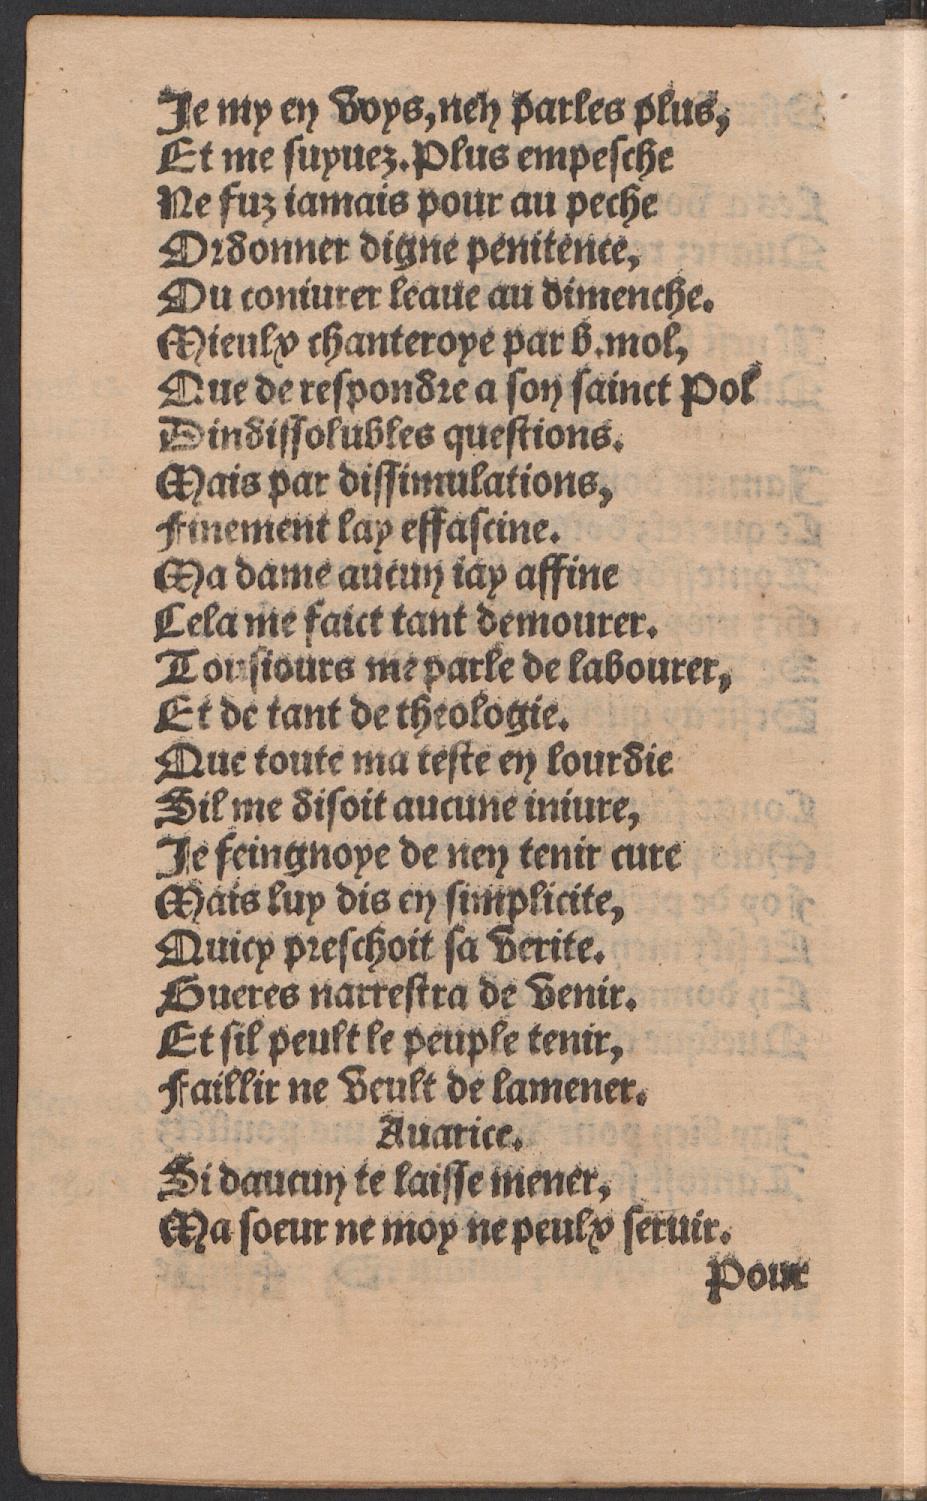 Je my en voys, nen parles plus,
Et me suyuez. Plus empesche
Ne fuz iamais pour au peche
Ordonner digne penitence,
Ou coniurer leaue au dimenche.
Mieulx chanteroye par b.mol,
Que de respondre a son sainct Pol
Dindissolubles questions.
Mais par dissimulations,
Finement lay effascine.
Ma dame aucun iay affine
Cela me faict tant demourer.
Tousiours me parle de labourer,
Et de tant de theologie.
Que toute ma teste en lourdie
Sil me disoit aucune iniure,
Je feingnoye de nen tenir cure
Mais luy dis en simplicite,
Quicy preschoit sa verite.
Gueres narrestra de venir.
Et sil peult le peuple tenir,
Faillir ne veult de lamener.
Auarice.
Si daucun te laisse mener,
Ma soeur ne moy ne peulx seruir.
Pour